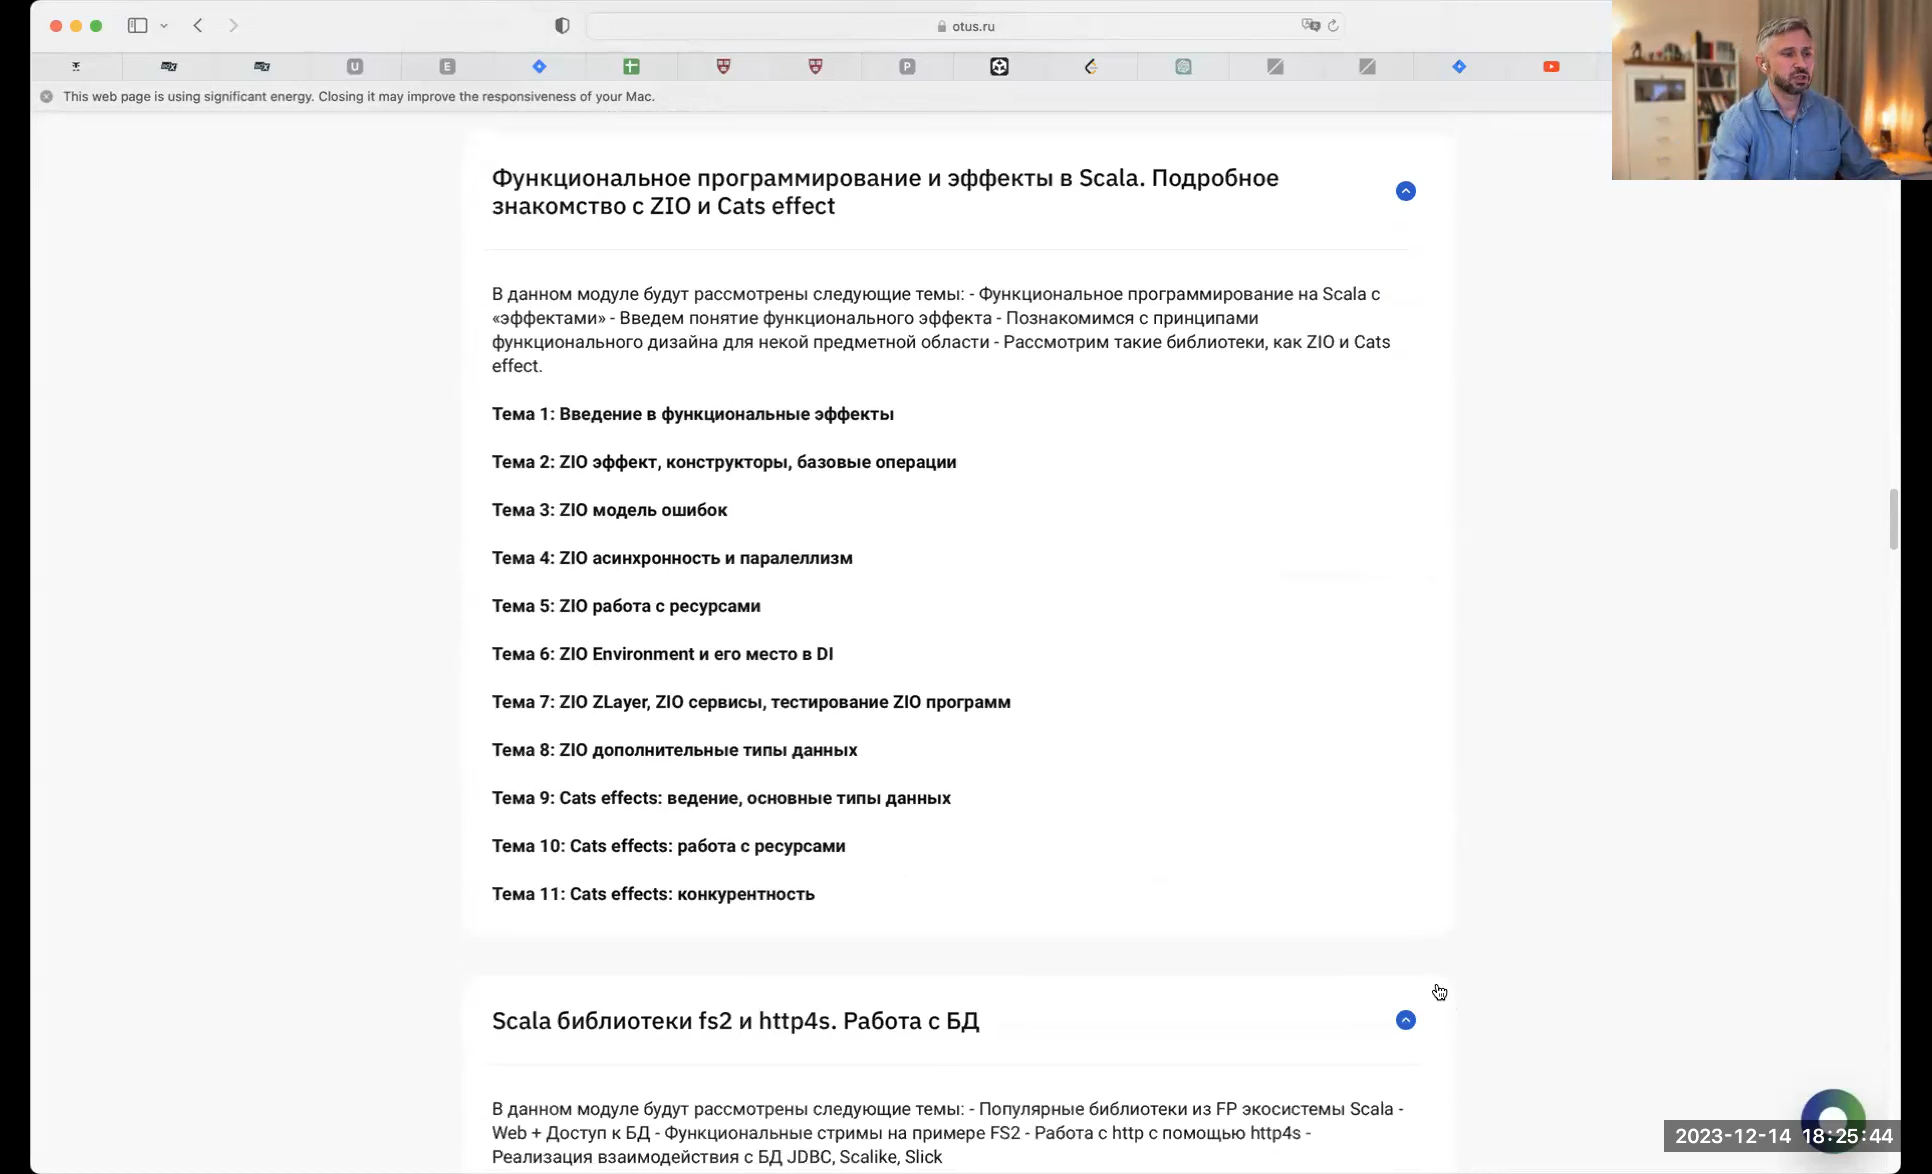 otus.ru
U
E
P
This web page is using significant energy. Closing it may improve the responsiveness of your Mac.
Функциональное программирование и эффекты в Scala. Подробное
знакомство с ZIO и Cats effect
В данном модуле будут рассмотрены следующие темы: - Функциональное программирование на Scala с
«эффектами» - Введем понятие функционального эффекта - Познакомимся с принципами
функционального дизайна для некой предметной области - Рассмотрим такие библиотеки, как ZIO и Cats
effect.
Тема 1: Введение в функциональные эффекты
Тема 2: ZIO эффект, конструкторы, базовые операции
Тема 3: ZIO модель ошибок
Тема 4: ZIO асинхронность и паралеллизм
Тема 5: ZIO работа с ресурсами
Тема 6: ZIO Environment и его место в DI
Тема 7: ZIO ZLayer, ZIO сервисы, тестирование ZIO программ
Тема 8: ZIO дополнительные типы данных
Тема 9: Cats effects: ведение, основные типы данных
Тема 10: Cats effects: работа с ресурсами
Тема 11: Cats effects: конкурентность
Scala библиотеки fs2 и http4s. Работа с БД
В данном модуле будут рассмотрены следующие темы: - Популярные библиотеки из FP экосистемы Scala -
Web + Доступ к БД - Функциональные стримы на примере FS2 - Работа с http с помощью http4s -
Реализация взаимодействия с БД JDBC, Scalike, Slick
2023-12-14 18:25:44